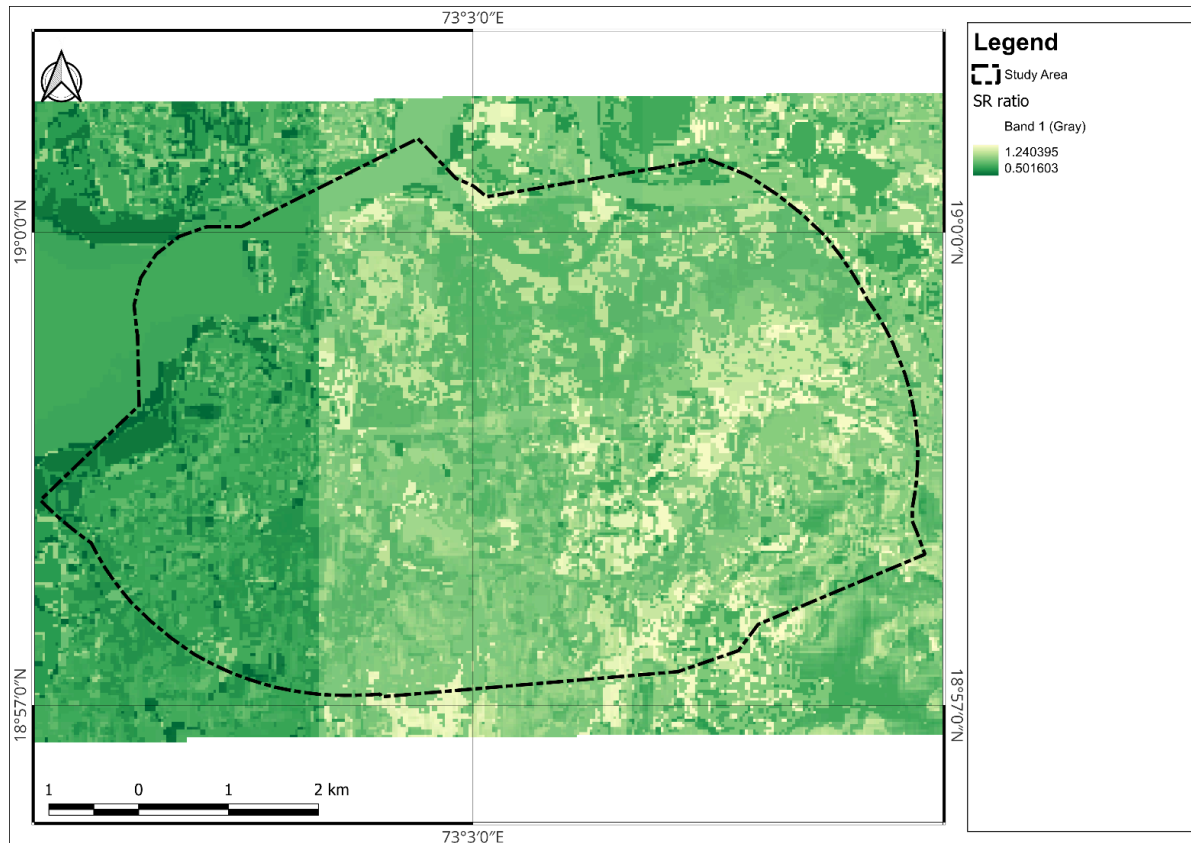 73°3′0″E
Legend
Study Area
SR ratio
Band 1 (Gray)
1.240395
0.501603
19°0′0″N
19°0′0″N
18°57′0″N
18°57′0″N
1 0 1 2 km
73°3′0″E